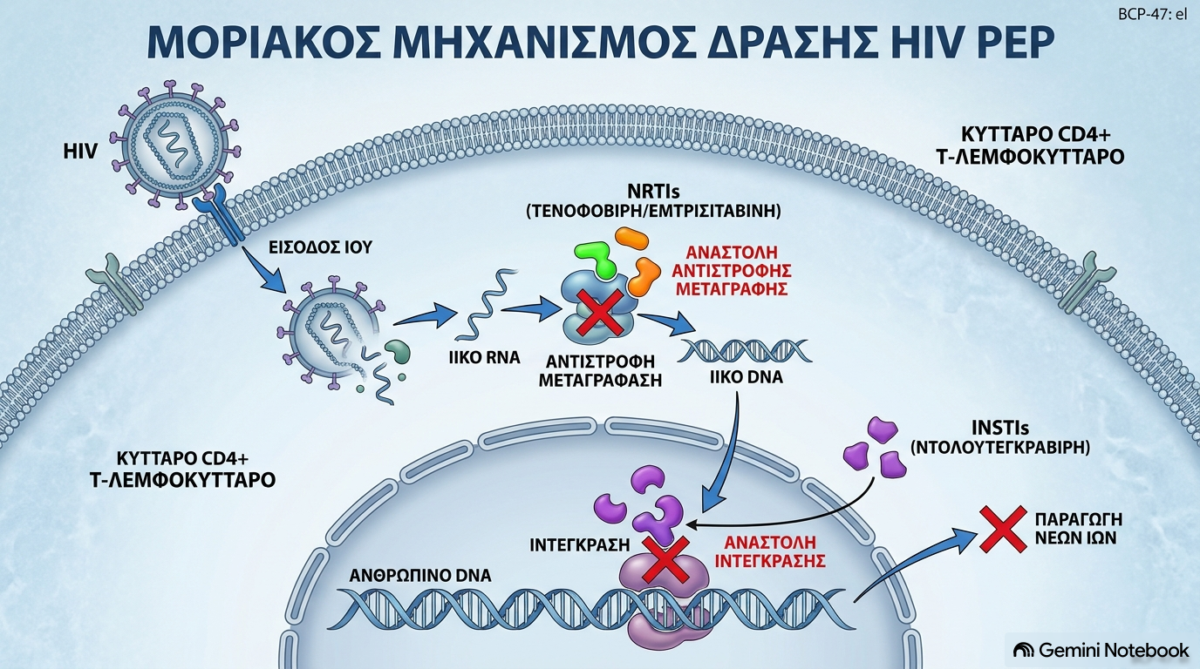 BCP-47: el
ΜΟΡΙΑΚΟΣ ΜΗΧΑΝΙΣΜΟΣ ΔΡΑΣΗΣ HIV PEP
HIV
ΚΥΤΤΑΡΟ CD4+
Τ-ΛΕΜΦΟΚΥΤΤΑΡΟ
NRTIs
(ΤΕΝΟΦΟΒΙΡΗ/ΕΜΤΡΙΣΙΤΑΒΙΝΗ)
ΕΙΣΟΔΟΣ ΙΟΥ
ΑΝΑΣΤΟΛΗ
ΑΝΤΙΣΤΡΟΦΗΣ
ΜΕΤΑΓΡΑΦΗΣ
ΙΙΚΟ RNA
ΑΝΤΙΣΤΡΟΦΗ
ΜΕΤΑΓΡΑΦΑΣΗ
ΙΙΚΟ DNA
INSTIs
(ΝΤΟΛΟΥΤΕΓΚΡΑΒΙΡΗ)
ΚΥΤΤΑΡΟ CD4+
Τ-ΛΕΜΦΟΚΥΤΤΑΡΟ
ΙΝΤΕΓΚΡΑΣΗ
ΑΝΑΣΤΟΛΗ
ΙΝΤΕΓΚΡΑΣΗΣ
ΠΑΡΑΓΩΓΗ
ΝΕΩΝ ΙΩΝ
ΑΝΘΡΩΠΙΝΟ DNA
Gemini Notebook